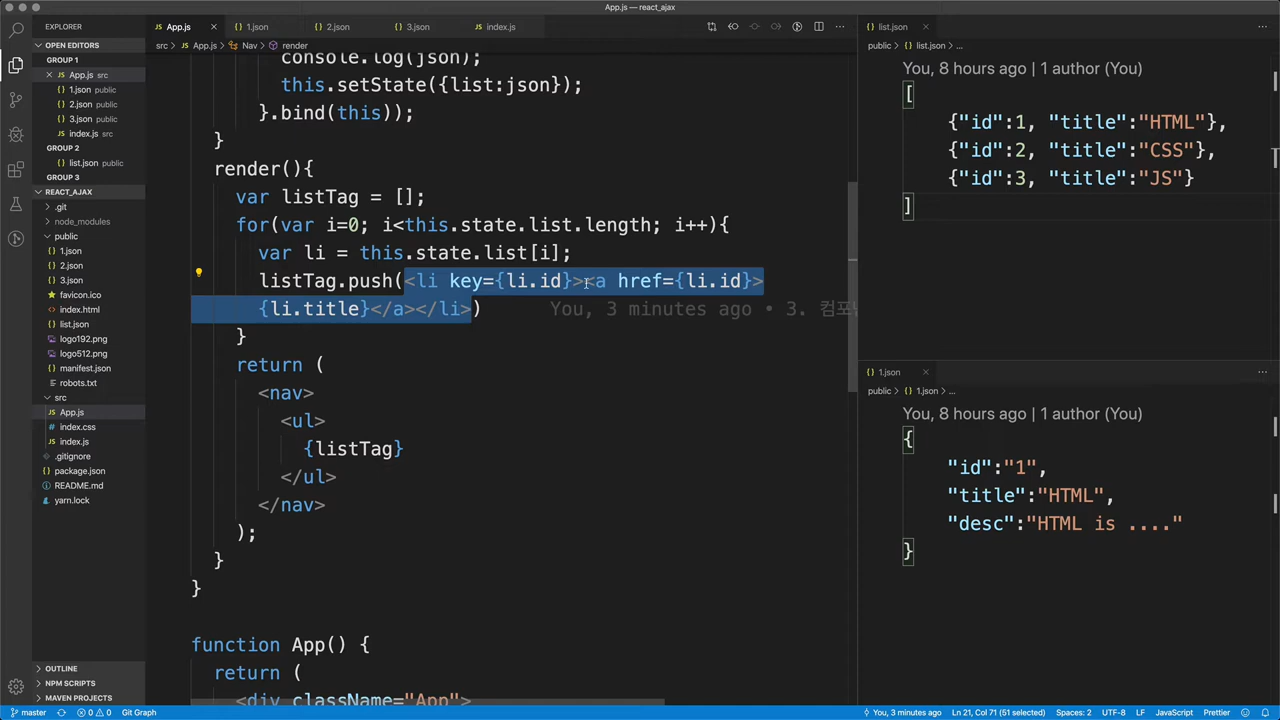 App.js — react_ajax
EXPLORER
OPEN EDITORS
GROUP 1
App.js src
1.json public
2.json public
3.json public
index.js src
GROUP 2
list.json public
GROUP 3
REACT_AJAX
.git
node_modules
public
1.json
2.json
3.json
favicon.ico
index.html
list.json
logo192.png
logo512.png
manifest.json
robots.txt
src
App.js
index.css
index.js
.gitignore
package.json
README.md
yarn.lock
OUTLINE
NPM SCRIPTS
MAVEN PROJECTS
App.js
1.json
2.json
3.json
index.js
src > App.js > Nav > render
console.log(json);
this.setState({list:json});
}.bind(this));
}
render(){
var listTag = [];
for(var i=0; i<this.state.list.length; i++){
var li = this.state.list[i];
listTag.push(<li key={li.id}><a href={li.id}>
{li.title}</a></li>) You, 3 minutes ago • 3. 컴포
}
return (
<nav>
<ul>
{listTag}
</ul>
</nav>
);
}
}
function App() {
return (
<div className="App">
list.json
public > list.json > ...
You, 8 hours ago | 1 author (You)
[
{"id":1, "title":"HTML"},
{"id":2, "title":"CSS"},
{"id":3, "title":"JS"}
]
1.json
public > 1.json > ...
You, 8 hours ago | 1 author (You)
{
"id":"1",
"title":"HTML",
"desc":"HTML is ...."
}
master 0 0 Git Graph You, 3 minutes ago Ln 21, Col 71 (51 selected) Spaces: 2 UTF-8 LF JavaScript Prettier